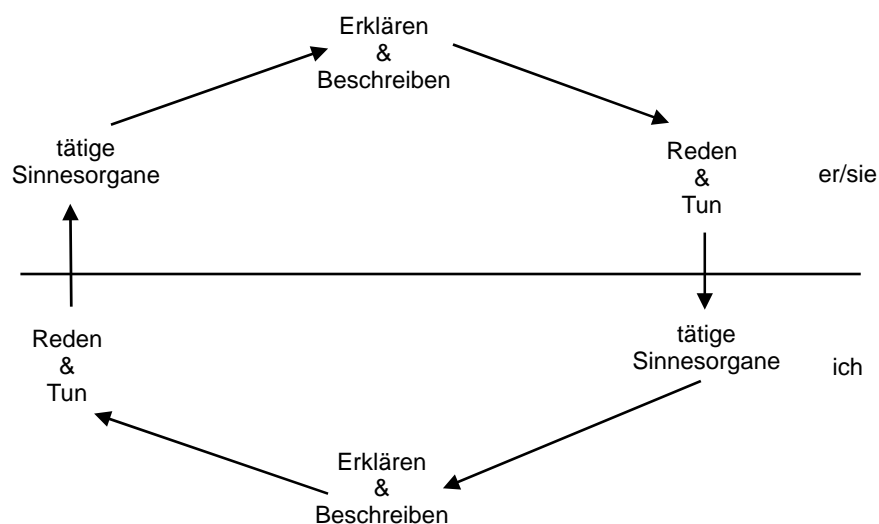 Erklären
&
Beschreiben
tätige
Sinnesorgane
Reden
&
Tun
er/sie
Reden
&
Tun
tätige
Sinnesorgane
ich
Erklären
&
Beschreiben